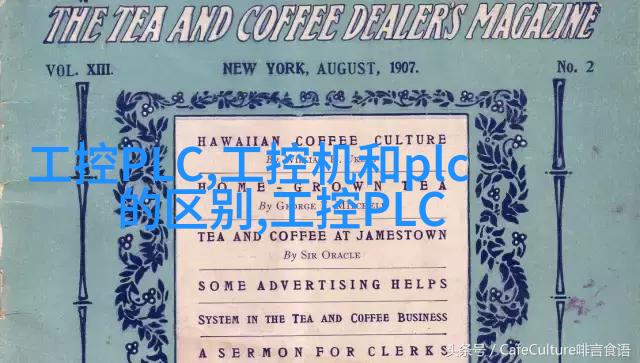 THE TEA AND COFFEE DEALER'S MAGAZINE
VOL. XIII. NEW YORK, AUGUST, 1907. No. 2
HAWAIIAN COFFEE CULTURE
By
工控PLC,工控机和plc
HOME-GROWN TEA
By GEORGE
的区别,工控PLC
TEA AND COFFEE AT JAMESTOWN
By SIR ORACLE
SOME ADVERTISING HELPS
SYSTEM IN THE TEA AND COFFEE BUSINESS
A SERMON FOR CLERKS
头条号 / CafeCulture啡言食语